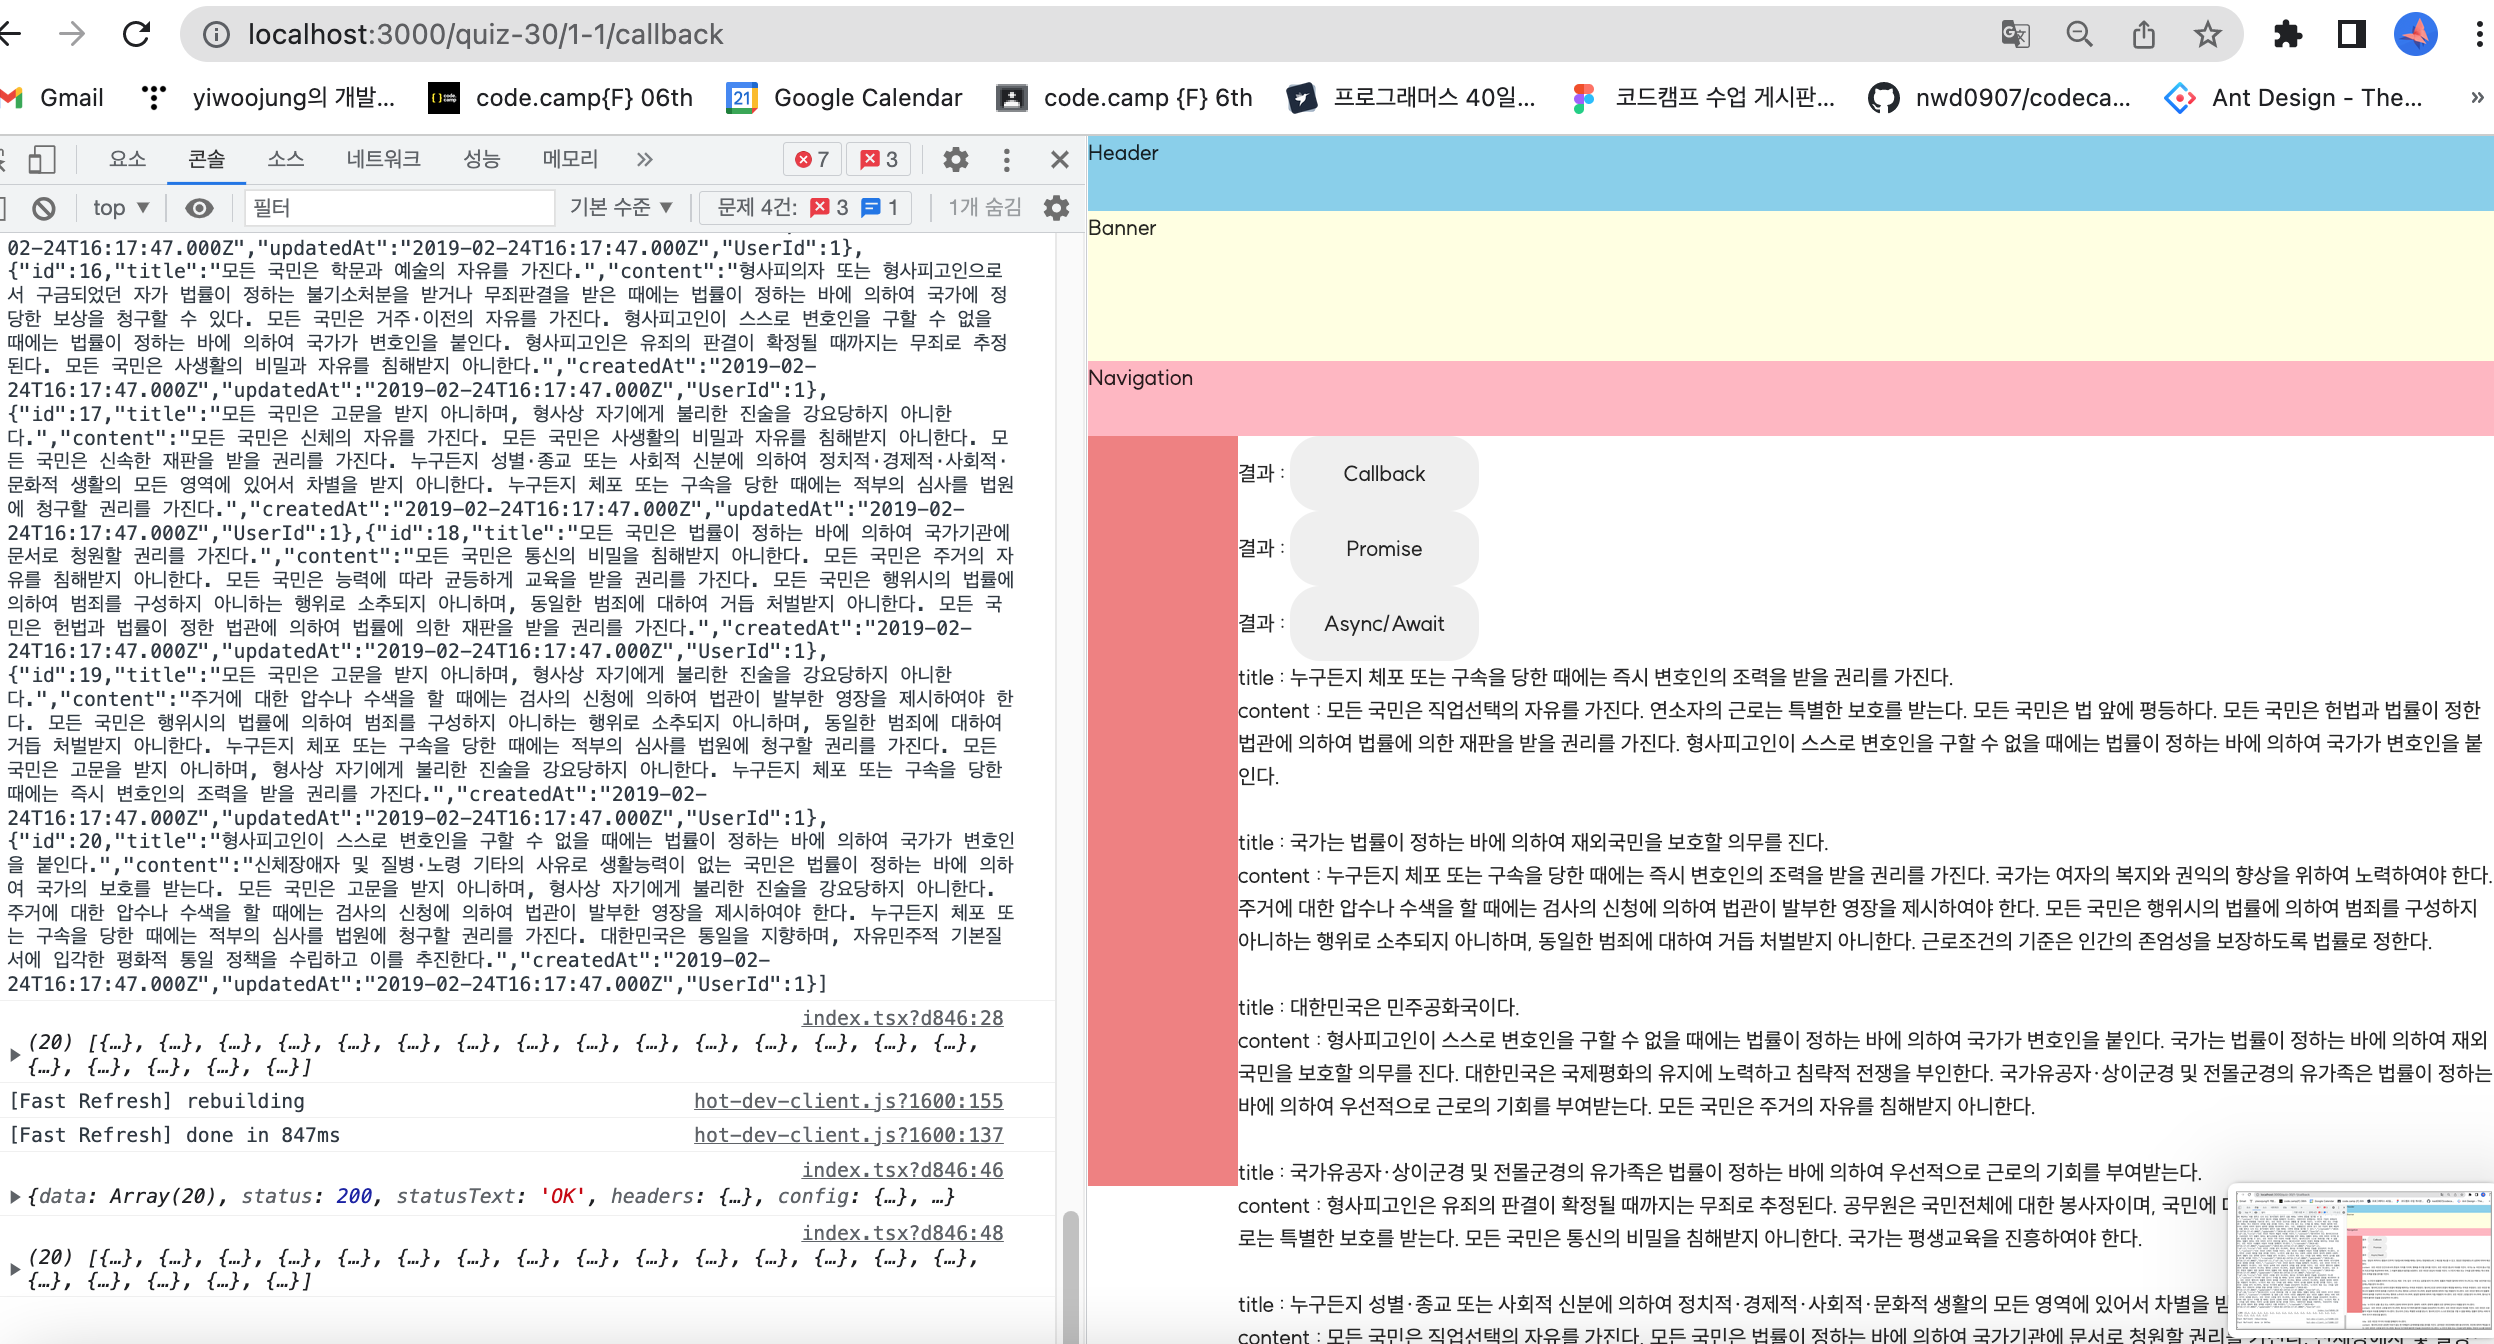 localhost:3000/quiz-30/1-1/callback
Gmail
yiwoojung의 개발...
code.camp{F} 06th
Google Calendar
code.camp {F} 6th
프로그래머스 40일...
코드캠프 수업 게시판...
nwd0907/codeca...
Ant Design - The...
»
요소
콘솔
소스
네트워크
성능
메모리
7
3
top ▼
필터
기본 수준 ▼
문제 4건: 3 1
1개 숨김
02-24T16:17:47.000Z","updatedAt":"2019-02-24T16:17:47.000Z","UserId":1},
{"id":16,"title":"모든 국민은 학문과 예술의 자유를 가진다.","content":"형사피의자 또는 형사피고인으로
서 구금되었던 자가 법률이 정하는 불기소처분을 받거나 무죄판결을 받은 때에는 법률이 정하는 바에 의하여 국가에 정
당한 보상을 청구할 수 있다. 모든 국민은 거주·이전의 자유를 가진다. 형사피고인이 스스로 변호인을 구할 수 없을
때에는 법률이 정하는 바에 의하여 국가가 변호인을 붙인다. 형사피고인은 유죄의 판결이 확정될 때까지는 무죄로 추정
된다. 모든 국민은 사생활의 비밀과 자유를 침해받지 아니한다.","createdAt":"2019-02-
24T16:17:47.000Z","updatedAt":"2019-02-24T16:17:47.000Z","UserId":1},
{"id":17,"title":"모든 국민은 고문을 받지 아니하며, 형사상 자기에게 불리한 진술을 강요당하지 아니한
다.","content":"모든 국민은 신체의 자유를 가진다. 모든 국민은 사생활의 비밀과 자유를 침해받지 아니한다. 모
든 국민은 신속한 재판을 받을 권리를 가진다. 누구든지 성별·종교 또는 사회적 신분에 의하여 정치적·경제적·사회적·
문화적 생활의 모든 영역에 있어서 차별을 받지 아니한다. 누구든지 체포 또는 구속을 당한 때에는 적부의 심사를 법원
에 청구할 권리를 가진다.","createdAt":"2019-02-24T16:17:47.000Z","updatedAt":"2019-02-
24T16:17:47.000Z","UserId":1},{"id":18,"title":"모든 국민은 법률이 정하는 바에 의하여 국가기관에
문서로 청원할 권리를 가진다.","content":"모든 국민은 통신의 비밀을 침해받지 아니한다. 모든 국민은 주거의 자
유를 침해받지 아니한다. 모든 국민은 능력에 따라 균등하게 교육을 받을 권리를 가진다. 모든 국민은 행위시의 법률에
의하여 범죄를 구성하지 아니하는 행위로 소추되지 아니하며, 동일한 범죄에 대하여 거듭 처벌받지 아니한다. 모든 국
민은 헌법과 법률이 정한 법관에 의하여 법률에 의한 재판을 받을 권리를 가진다.","createdAt":"2019-02-
24T16:17:47.000Z","updatedAt":"2019-02-24T16:17:47.000Z","UserId":1},
{"id":19,"title":"모든 국민은 고문을 받지 아니하며, 형사상 자기에게 불리한 진술을 강요당하지 아니한
다.","content":"주거에 대한 압수나 수색을 할 때에는 검사의 신청에 의하여 법관이 발부한 영장을 제시하여야 한
다. 모든 국민은 행위시의 법률에 의하여 범죄를 구성하지 아니하는 행위로 소추되지 아니하며, 동일한 범죄에 대하여
거듭 처벌받지 아니한다. 누구든지 체포 또는 구속을 당한 때에는 적부의 심사를 법원에 청구할 권리를 가진다. 모든
국민은 고문을 받지 아니하며, 형사상 자기에게 불리한 진술을 강요당하지 아니한다. 누구든지 체포 또는 구속을 당한
때에는 즉시 변호인의 조력을 받을 권리를 가진다.","createdAt":"2019-02-
24T16:17:47.000Z","updatedAt":"2019-02-24T16:17:47.000Z","UserId":1},
{"id":20,"title":"형사피고인이 스스로 변호인을 구할 수 없을 때에는 법률이 정하는 바에 의하여 국가가 변호인
을 붙인다.","content":"신체장애자 및 질병·노령 기타의 사유로 생활능력이 없는 국민은 법률이 정하는 바에 의하
여 국가의 보호를 받는다. 모든 국민은 고문을 받지 아니하며, 형사상 자기에게 불리한 진술을 강요당하지 아니한다.
주거에 대한 압수나 수색을 할 때에는 검사의 신청에 의하여 법관이 발부한 영장을 제시하여야 한다. 누구든지 체포 또
는 구속을 당한 때에는 적부의 심사를 법원에 청구할 권리를 가진다. 대한민국은 통일을 지향하며, 자유민주적 기본질
서에 입각한 평화적 통일 정책을 수립하고 이를 추진한다.","createdAt":"2019-02-
24T16:17:47.000Z","updatedAt":"2019-02-24T16:17:47.000Z","UserId":1}]
index.tsx?d846:28
(20) [{…}, {…}, {…}, {…}, {…}, {…}, {…}, {…}, {…}, {…}, {…}, {…}, {…}, {…}, {…},
{…}, {…}, {…}, {…}, {…}]
[Fast Refresh] rebuilding hot-dev-client.js?1600:155
[Fast Refresh] done in 847ms hot-dev-client.js?1600:137
index.tsx?d846:46
{data: Array(20), status: 200, statusText: 'OK', headers: {…}, config: {…}, …}
index.tsx?d846:48
(20) [{…}, {…}, {…}, {…}, {…}, {…}, {…}, {…}, {…}, {…}, {…}, {…}, {…}, {…}, {…},
{…}, {…}, {…}, {…}, {…}]
Header
Banner
Navigation
결과 : Callback
결과 : Promise
결과 : Async/Await
title : 누구든지 체포 또는 구속을 당한 때에는 즉시 변호인의 조력을 받을 권리를 가진다.
content : 모든 국민은 직업선택의 자유를 가진다. 연소자의 근로는 특별한 보호를 받는다. 모든 국민은 법 앞에 평등하다. 모든 국민은 헌법과 법률이 정한
법관에 의하여 법률에 의한 재판을 받을 권리를 가진다. 형사피고인이 스스로 변호인을 구할 수 없을 때에는 법률이 정하는 바에 의하여 국가가 변호인을 붙
인다.
title : 국가는 법률이 정하는 바에 의하여 재외국민을 보호할 의무를 진다.
content : 누구든지 체포 또는 구속을 당한 때에는 즉시 변호인의 조력을 받을 권리를 가진다. 국가는 여자의 복지와 권익의 향상을 위하여 노력하여야 한다.
주거에 대한 압수나 수색을 할 때에는 검사의 신청에 의하여 법관이 발부한 영장을 제시하여야 한다. 모든 국민은 행위시의 법률에 의하여 범죄를 구성하지
아니하는 행위로 소추되지 아니하며, 동일한 범죄에 대하여 거듭 처벌받지 아니한다. 근로조건의 기준은 인간의 존엄성을 보장하도록 법률로 정한다.
title : 대한민국은 민주공화국이다.
content : 형사피고인이 스스로 변호인을 구할 수 없을 때에는 법률이 정하는 바에 의하여 국가가 변호인을 붙인다. 국가는 법률이 정하는 바에 의하여 재외
국민을 보호할 의무를 진다. 대한민국은 국제평화의 유지에 노력하고 침략적 전쟁을 부인한다. 국가유공자·상이군경 및 전몰군경의 유가족은 법률이 정하는
바에 의하여 우선적으로 근로의 기회를 부여받는다. 모든 국민은 주거의 자유를 침해받지 아니한다.
title : 국가유공자·상이군경 및 전몰군경의 유가족은 법률이 정하는 바에 의하여 우선적으로 근로의 기회를 부여받는다.
content : 형사피고인은 유죄의 판결이 확정될 때까지는 무죄로 추정된다. 공무원은 국민전체에 대한 봉사자이며, 국민에
로는 특별한 보호를 받는다. 모든 국민은 통신의 비밀을 침해받지 아니한다. 국가는 평생교육을 진흥하여야 한다.
title : 누구든지 성별·종교 또는 사회적 신분에 의하여 정치적·경제적·사회적·문화적 생활의 모든 영역에 있어서 차별을
content : 모든 국민은 직업선택의 자유를 가진다. 모든 국민은 법률이 정하는 바에 의하여 국가기관에 문서로 청원할 권리를